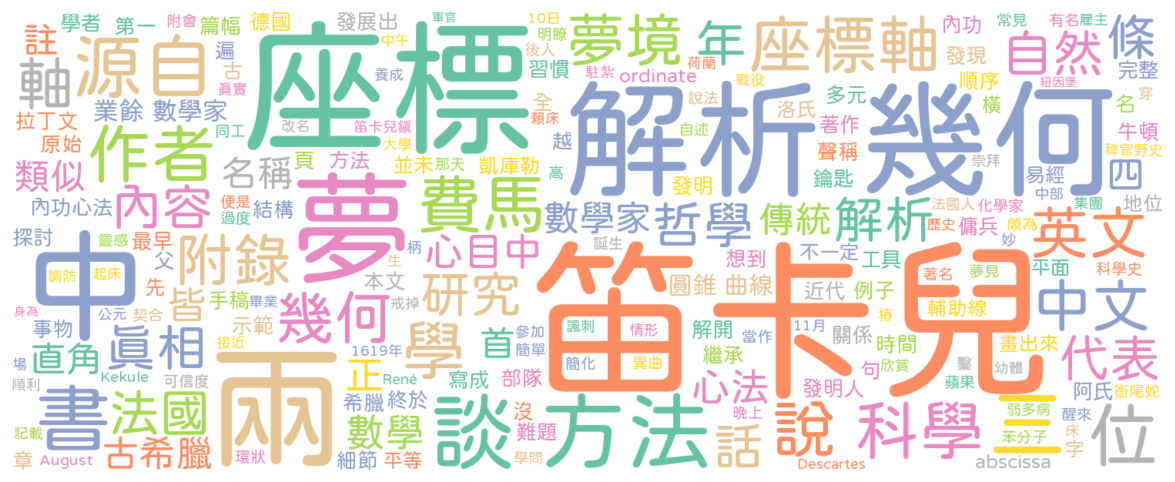 學者 第一 附會 篇幅 德國 發展出 軍官 10日 內功 常見 有名 雇主
註 源自 遍 古 座標 中午 明瞭 後人 夢境 年 座標軸 發現 自然 條
軸 眞實 養成 習慣 駐紮 荷蘭 ordinate 戰役 順序 紐因堡 完整
業餘 數學家 全 賴床 解析幾何 說法 洛氏 多元 橫 名 穿
拉丁文 同工 改名 笛卡兒鎮 越 自述 著作 牛頓
原始 作者 大學 頁 方法 並未 那天 凱庫勒 聲稱 崇拜 稗官野史
類似 名稱 夢 費馬 高 發明 鑰匙 易經 四
內功心法 內容 便是 過度 結構 數學家 哲學 傳統 解析 中部 法國人 化學家 集團 地位
探討 中 靈感 最早 附錄 心目中 誕生 想到 不一定 歷史 傭兵 頗為 妙 英文
調防 起床 父 先 柄 生 本文 研究 笛卡兒 圓錐 曲線 工具 著名 夢見 平面 科學史
身為 公元 契合 手稿 畢業 戒掉 近代 例子 輔助線 中文
事物 皆 示範 幾何 學 首 參加 簡單 諷刺 情形 解開 當作 11月 關係 椿 畫出來
場 直角 眞相 接近 兩 1619年 正 René 簡化 異曲 繼承 句 時間 欣賞 鑿 幼體 代表
順利 Kekule 可信度 希臘 終於 寫成 部隊 心法 發明人 蘋果 阿氏 銜尾蛇
書 法國 數學 談 沒 難題 方法 晚上 話 說 科學 三 弱多病 醒來 位
記載 章 August 古希臘 環狀 細節 平等 學問 Descartes 苯分子 床 字 abscissa